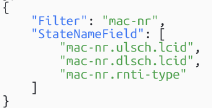 {
    "Filter": "mac-nr",
    "StateNameField": [
        "mac-nr.ulsch.lcid",
        "mac-nr.dlsch.lcid",
        "mac-nr.rnti-type"
    ]
}